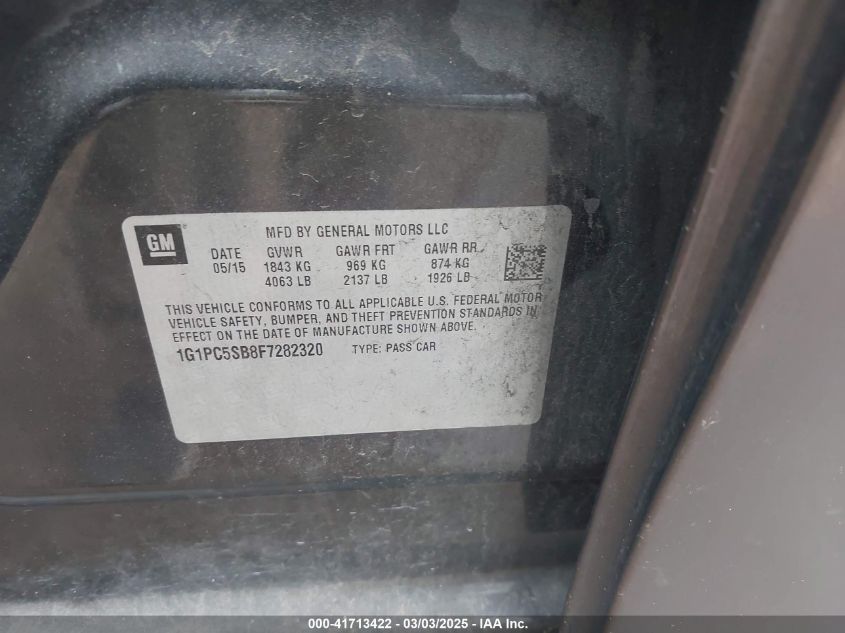 GM
MFD BY GENERAL MOTORS LLC
DATE GVWR GAWR FRT GAWR RR
05/15 1843 KG 969 KG 874 KG
4063 LB 2137 LB 1926 LB
THIS VEHICLE CONFORMS TO ALL APPLICABLE U.S. FEDERAL MOTOR
VEHICLE SAFETY, BUMPER, AND THEFT PREVENTION STANDARDS IN
EFFECT ON THE DATE OF MANUFACTURE SHOWN ABOVE.
1G1PC5SB8F7282320 TYPE: PASS CAR
000-41713422 - 03/03/2025 - IAA Inc.